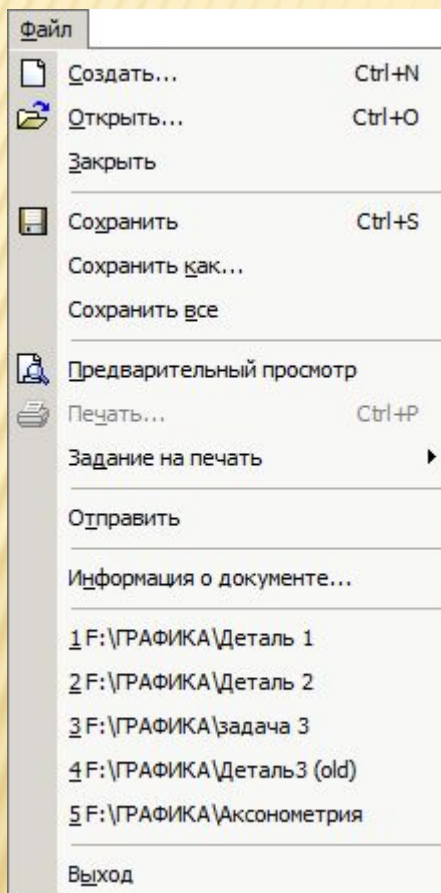 Файл
Создать... Ctrl+N
Открыть... Ctrl+O
Закрыть
Сохранить Ctrl+S
Сохранить как...
Сохранить все
Предварительный просмотр
Печать... Ctrl+P
Задание на печать
Отправить
Информация о документе...
1 F:\ГРАФИКА\Деталь 1
2 F:\ГРАФИКА\Деталь 2
3 F:\ГРАФИКА\задача 3
4 F:\ГРАФИКА\Деталь3 (old)
5 F:\ГРАФИКА\Аксонометрия
Выход